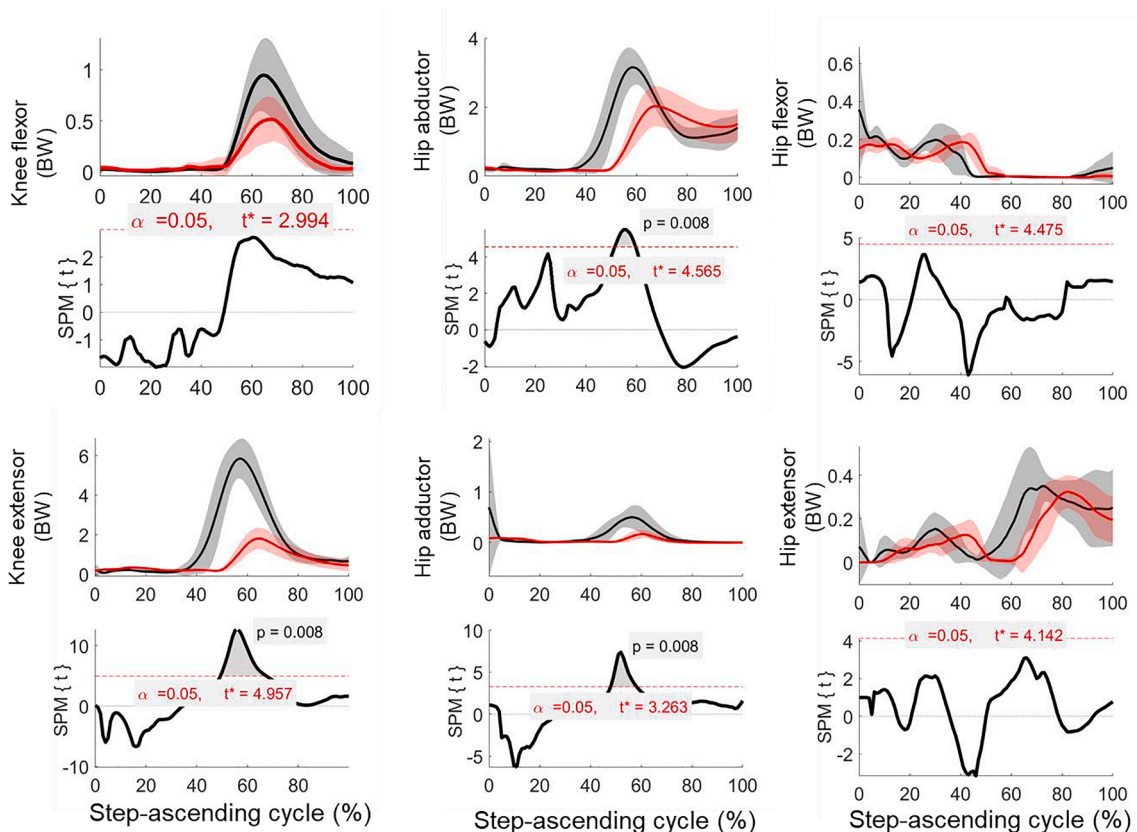 Knee flexor
(BW)
1
0.5
0
0 20 40 60 80 100
α =0.05, t* = 2.994
SPM { t }
2
1
0
-1
0 20 40 60 80 100
Hip abductor
(BW)
4
2
0
0 20 40 60 80 100
p = 0.008
α =0.05, t* = 4.565
SPM { t }
4
2
0
-2
0 20 40 60 80 100
Hip flexor
(BW)
0.6
0.4
0.2
0
0 20 40 60 80 100
α =0.05, t* = 4.475
SPM { t }
5
0
-5
0 20 40 60 80 100
Knee extensor
(BW)
6
4
2
0
0 20 40 60 80 100
p = 0.008
α =0.05, t* = 4.957
SPM { t }
10
0
-10
0 20 40 60 80 100
Step-ascending cycle (%)
Hip adductor
(BW)
2
1
0
0 20 40 60 80 100
p = 0.008
α =0.05, t* = 3.263
SPM { t }
10
5
0
-5
0 20 40 60 80 100
Step-ascending cycle (%)
Hip extensor
(BW)
0.4
0.2
0
0 20 40 60 80 100
α =0.05, t* = 4.142
SPM { t }
4
2
0
-2
0 20 40 60 80 100
Step-ascending cycle (%)